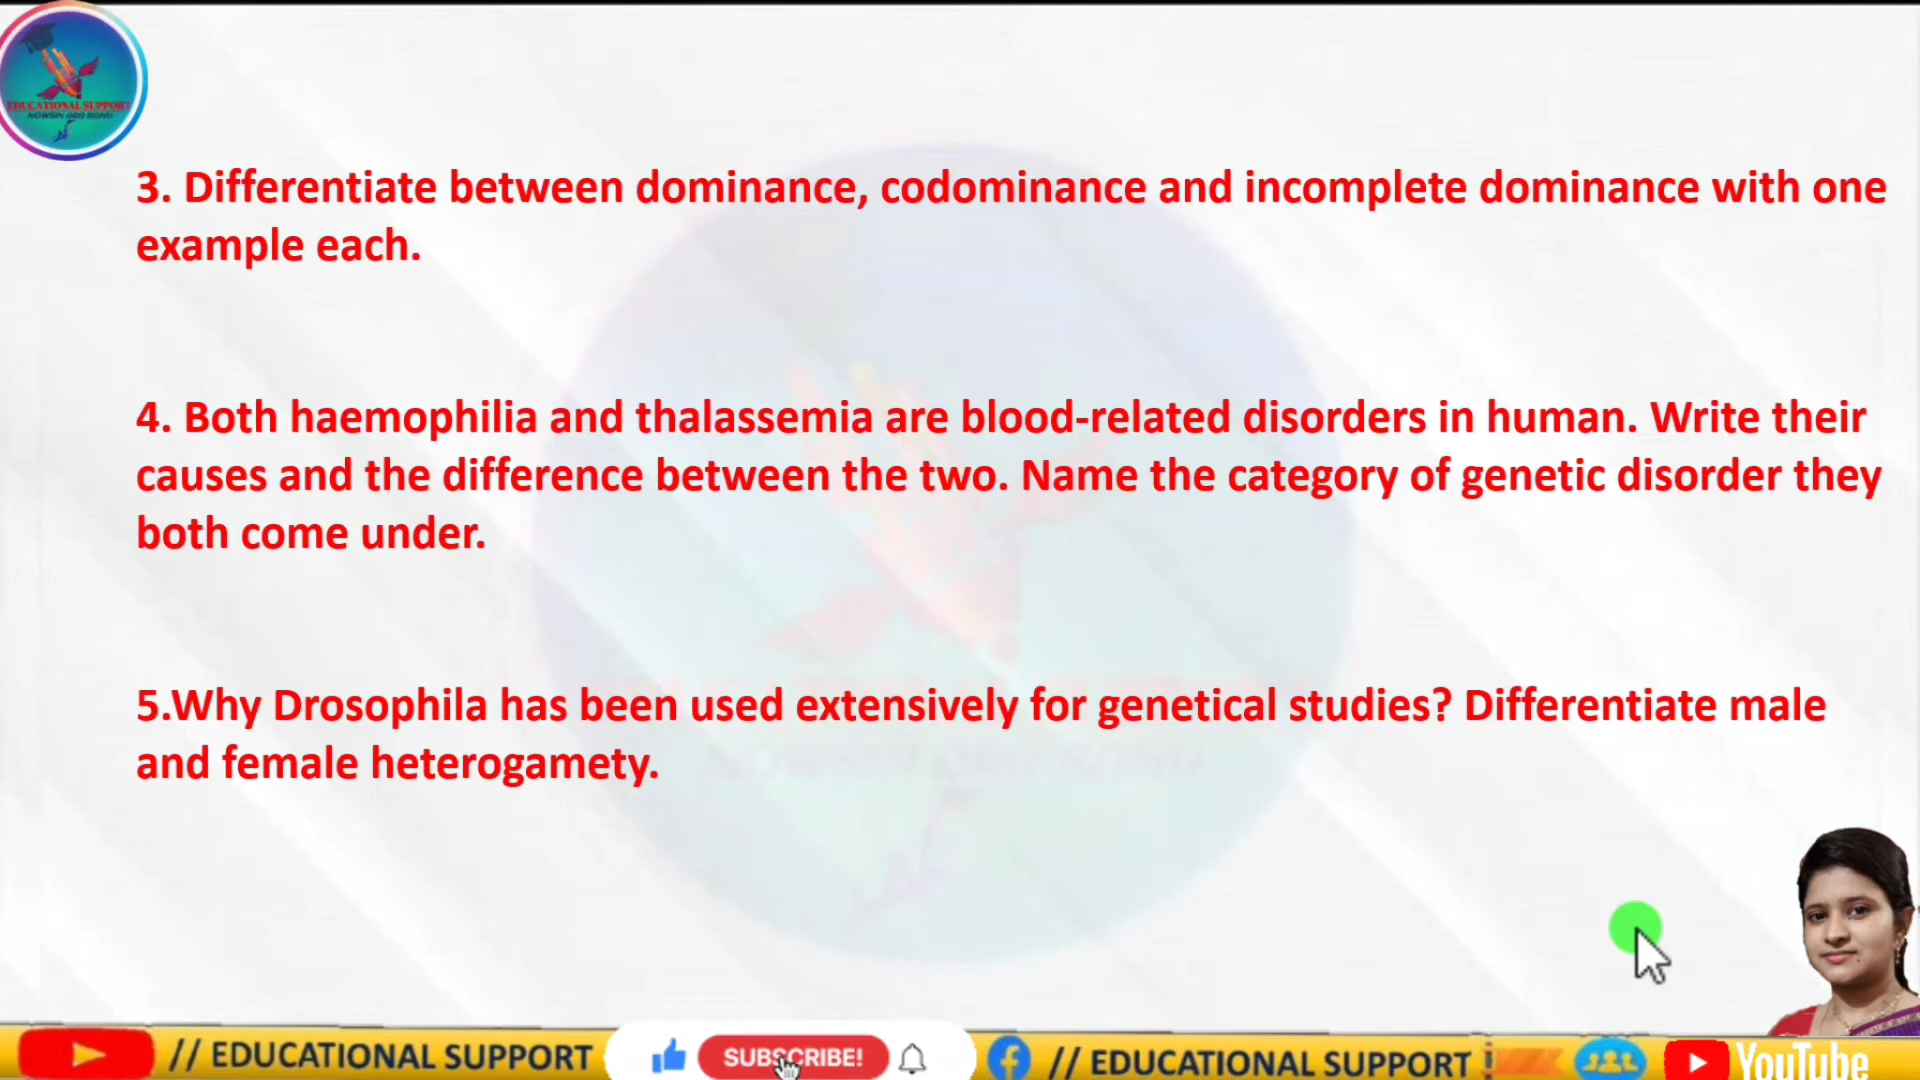 EDUCATIONAL SUPPORT
3. Differentiate between dominance, codominance and incomplete dominance with one
example each.
4. Both haemophilia and thalassemia are blood-related disorders in human. Write their
causes and the difference between the two. Name the category of genetic disorder they
both come under.
5.Why Drosophila has been used extensively for genetical studies? Differentiate male
and female heterogamety.
// EDUCATIONAL SUPPORT
SUBSCRIBE!
// EDUCATIONAL SUPPORT
YouTube